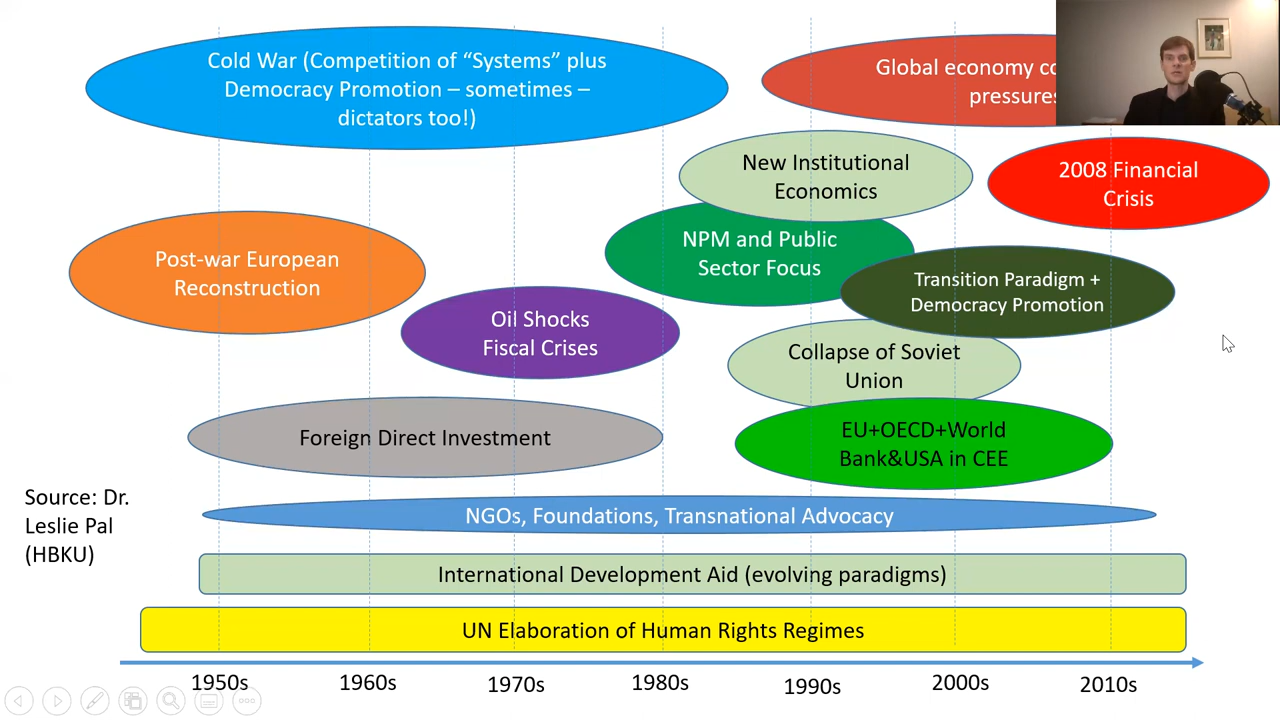 Cold War (Competition of “Systems” plus
Democracy Promotion – sometimes –
dictators too!)
Global economy
pressures
New Institutional
Economics
2008 Financial
Crisis
NPM and Public
Sector Focus
Post-war European
Reconstruction
Transition Paradigm +
Democracy Promotion
Oil Shocks
Fiscal Crises
Collapse of Soviet
Union
Foreign Direct Investment
EU+OECD+World
Bank&USA in CEE
Source: Dr.
Leslie Pal
(HBKU)
NGOs, Foundations, Transnational Advocacy
International Development Aid (evolving paradigms)
UN Elaboration of Human Rights Regimes
1950s 1960s 1970s 1980s 1990s 2000s 2010s